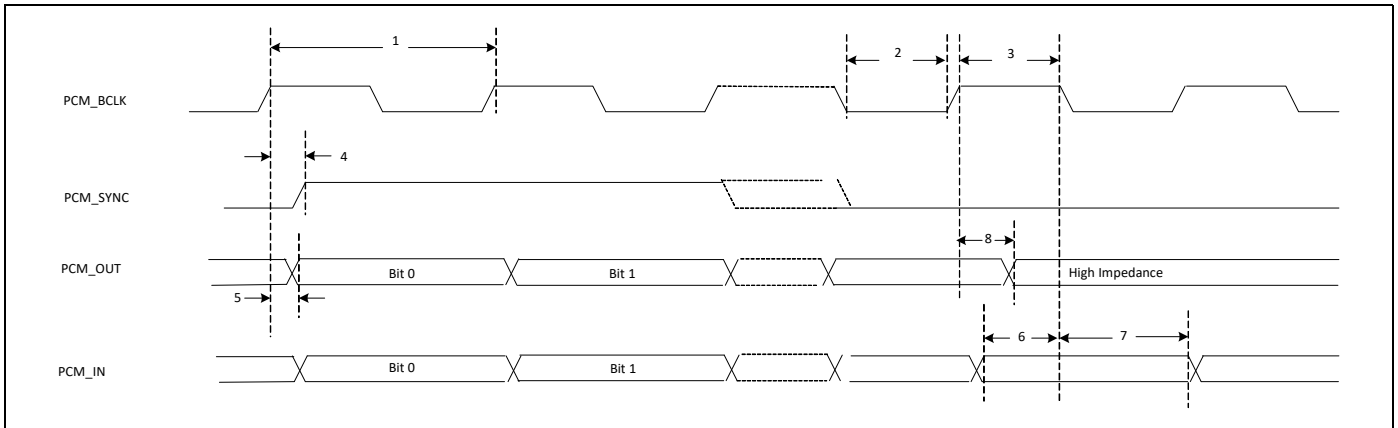 1
2
3
PCM_BCLK
4
PCM_SYNC
8
PCM_OUT
Bit 0
Bit 1
High Impedance
5
6
7
PCM_IN
Bit 0
Bit 1